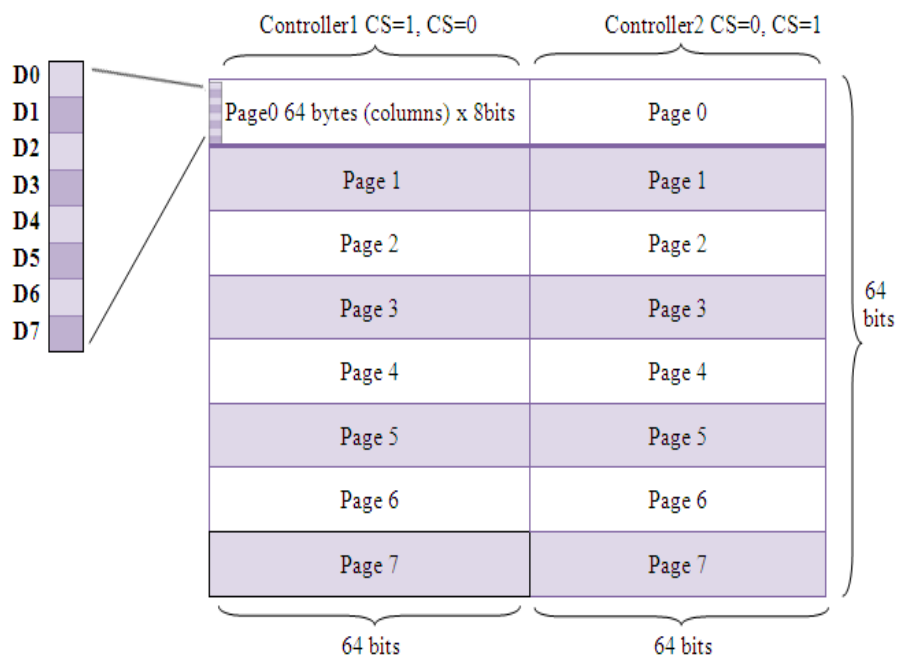 Controller1 CS=1, CS=0
Controller2 CS=0, CS=1
D0
D1
D2
D3
D4
D5
D6
D7
Page0 64 bytes (columns) x 8bits
Page 0
Page 1
Page 1
Page 2
Page 2
Page 3
Page 3
Page 4
Page 4
Page 5
Page 5
Page 6
Page 6
Page 7
Page 7
64
bits
64 bits
64 bits